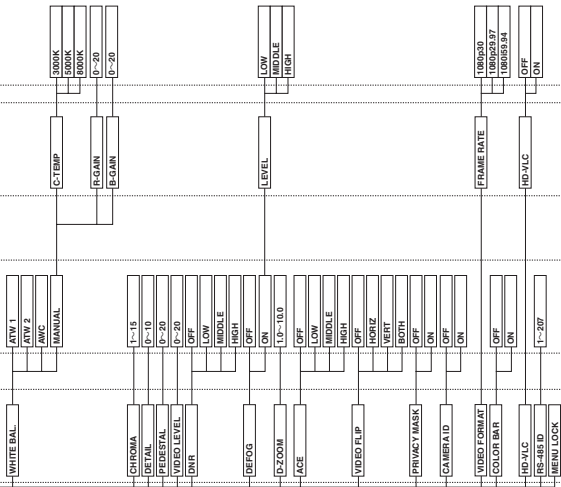 WHITE BAL.
ATW 1
ATW 2
AWC
MANUAL
C-TEMP
3000K
5000K
8000K
R-GAIN
0～20
B-GAIN
0～20
CHROMA
1～15
DETAIL
0～10
PEDESTAL
0～20
VIDEO LEVEL
0～20
DNR
OFF
LOW
MIDDLE
HIGH
DEFOG
OFF
ON
LEVEL
LOW
MIDDLE
HIGH
D-ZOOM
1.0～10.0
ACE
OFF
LOW
MIDDLE
HIGH
VIDEO FLIP
OFF
HORIZ
VERT
BOTH
PRIVACY MASK
OFF
ON
CAMERA ID
OFF
ON
VIDEO FORMAT
FRAME RATE
1080p30
1080p29.97
1080i59.94
COLOR BAR
OFF
ON
HD-VLC
HD-VLC
OFF
ON
RS-485 ID
1～207
MENU LOCK